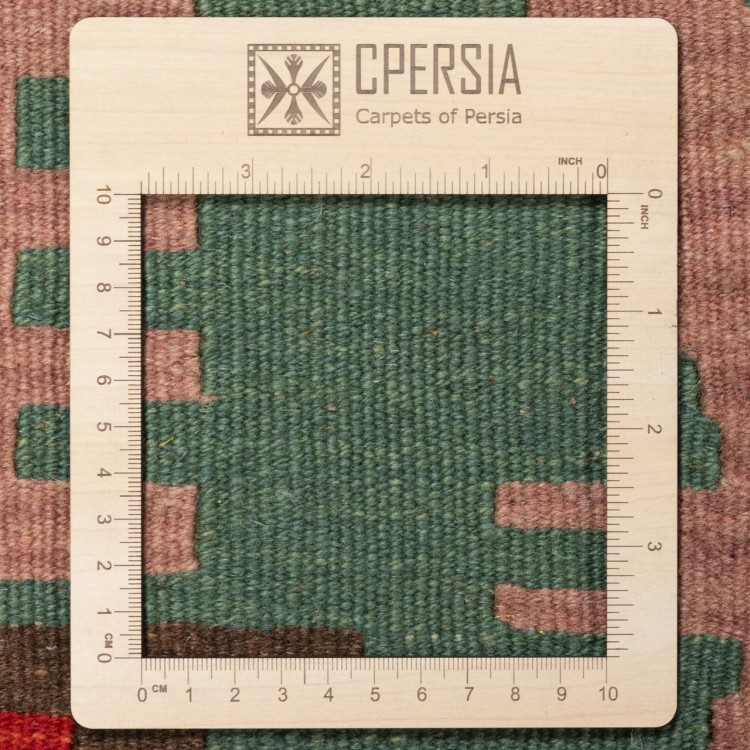 CPERSIA
Carpets of Persia
INCH
3 2 1 0
10 9 8 7 6 5 4 3 2 1 0
CM
0 1 2 3
INCH
0 CM 1 2 3 4 5 6 7 8 9 10